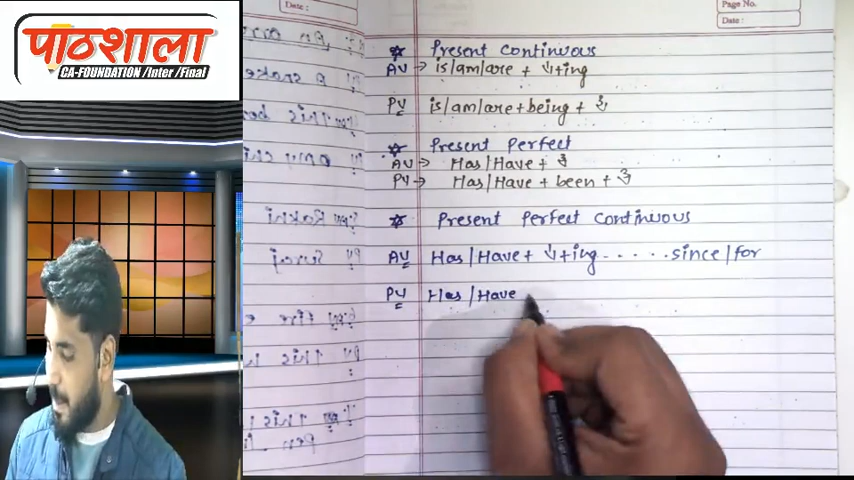 पाठशाला
CA-FOUNDATION/Inter/Final
Date :
Page No.
Date :
☆ Present Continuous
AV → is/am/are + V1+ing
PV is/am/are + being + V3
☆ Present Perfect
AV → Has/Have + V3
PV → Has/Have + been + V3
☆ Present Perfect Continuous
AV Has/Have + V1+ing ...... since/for
PV Has/Have